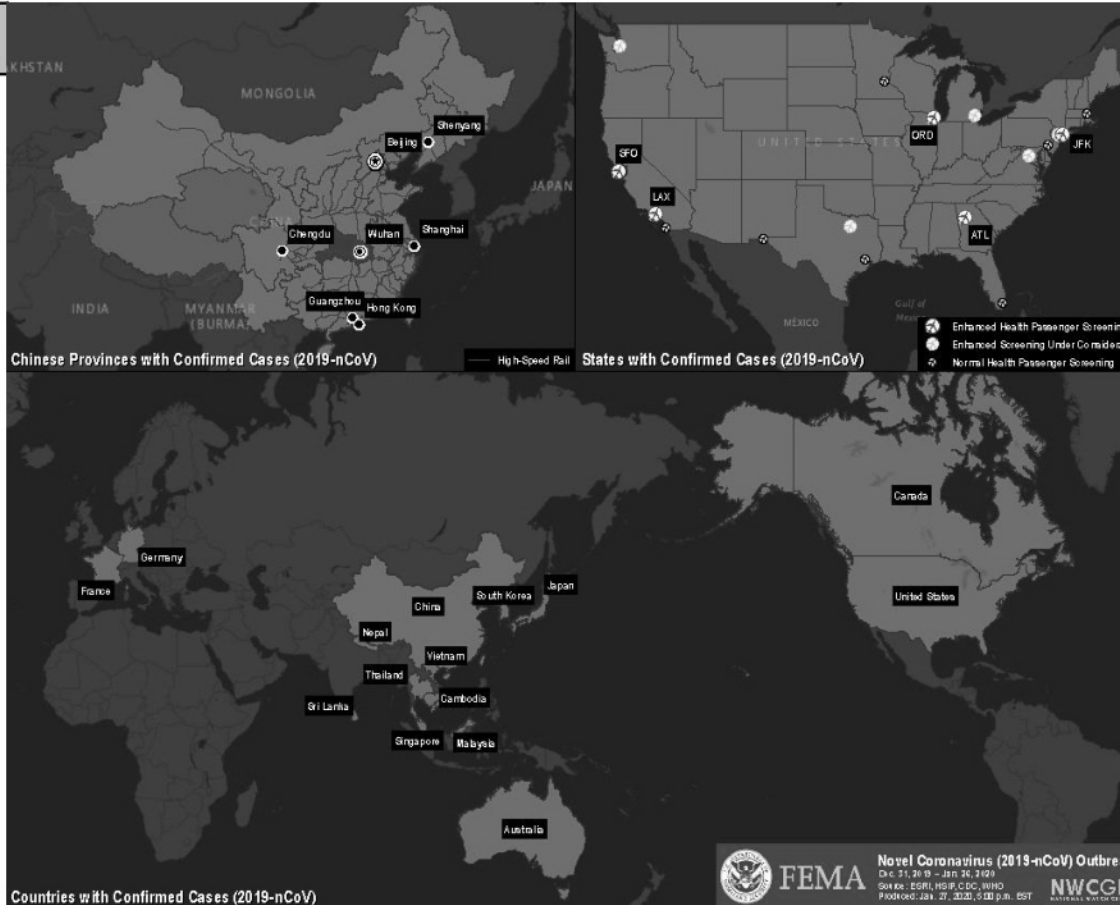 AKHSTAN
MONGOLIA
Shenyang
Beijing
JAPAN
CHINA
Chengdu
Wuhan
Shanghai
INDIA
MYANMAR
(BURMA)
Guangzhou
Hong Kong
Chinese Provinces with Confirmed Cases (2019-nCoV)
High-Speed Rail
UNITED STATES
ORD
JFK
SFO
LAX
ATL
MÉXICO
Gulf of
Mexico
Enhanced Health Passenger Screenin
Enhanced Screening Under Consider
Normal Health Passenger Screening
States with Confirmed Cases (2019-nCoV)
Canada
Germany
France
United States
Japan
South Korea
China
Nepal
Vietnam
Thailand
Cambodia
Sri Lanka
Singapore
Malaysia
Australia
Countries with Confirmed Cases (2019-nCoV)
FEMA
Novel Coronavirus (2019-nCoV) Outbre
Dec. 31, 2019 – Jan. 26, 2020
Source: ESRI, HSIP, CDC, WHO
Produced: Jan. 27, 2020, 5:00 p.m. EST
NWCG